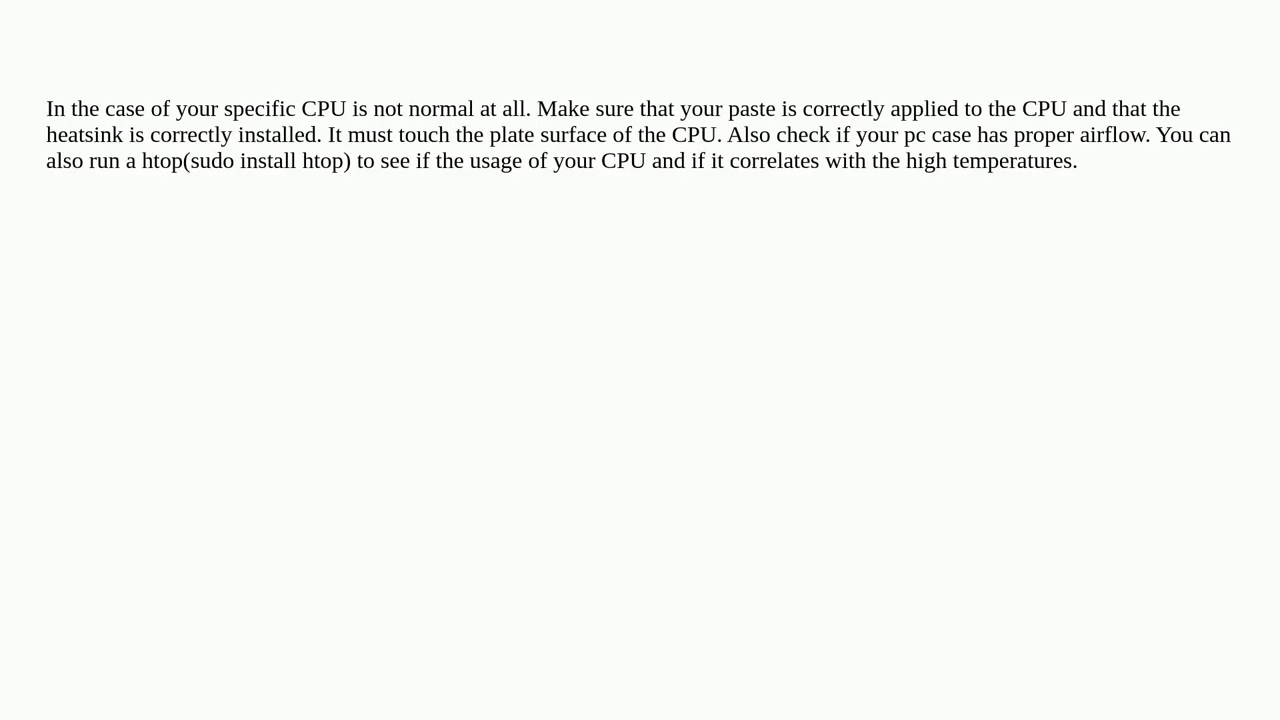 In the case of your specific CPU is not normal at all. Make sure that your paste is correctly applied to the CPU and that the
heatsink is correctly installed. It must touch the plate surface of the CPU. Also check if your pc case has proper airflow. You can
also run a htop(sudo install htop) to see if the usage of your CPU and if it correlates with the high temperatures.